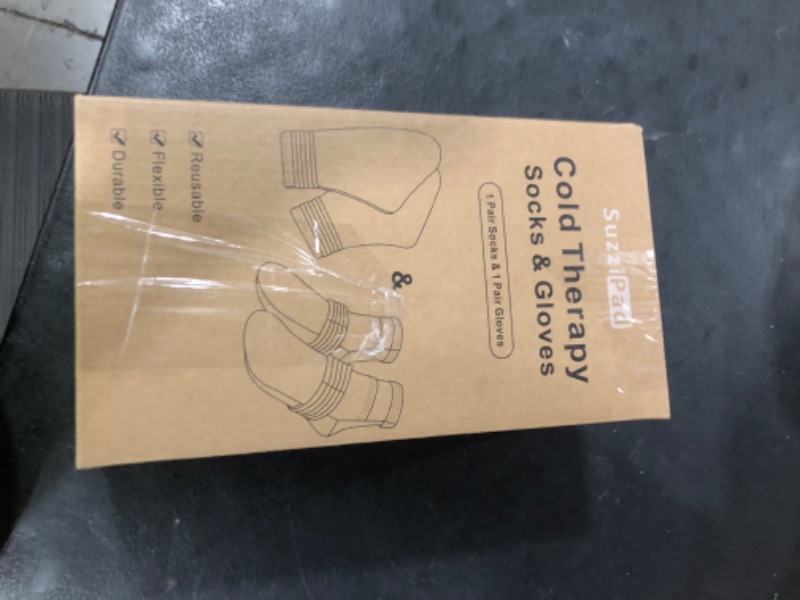 SuzziPad
Cold Therapy
Socks & Gloves
1 Pair Socks & 1 Pair Gloves
&
Reusable
Flexible
Durable